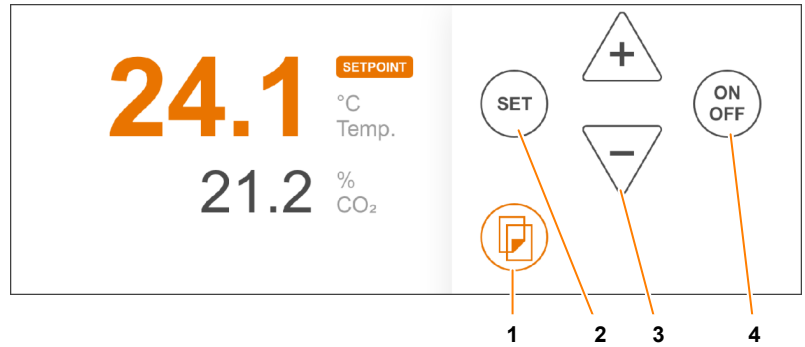 24.1
SETPOINT
°C
Temp.
21.2
%
CO₂
+
SET
ON
OFF
−
1
2
3
4